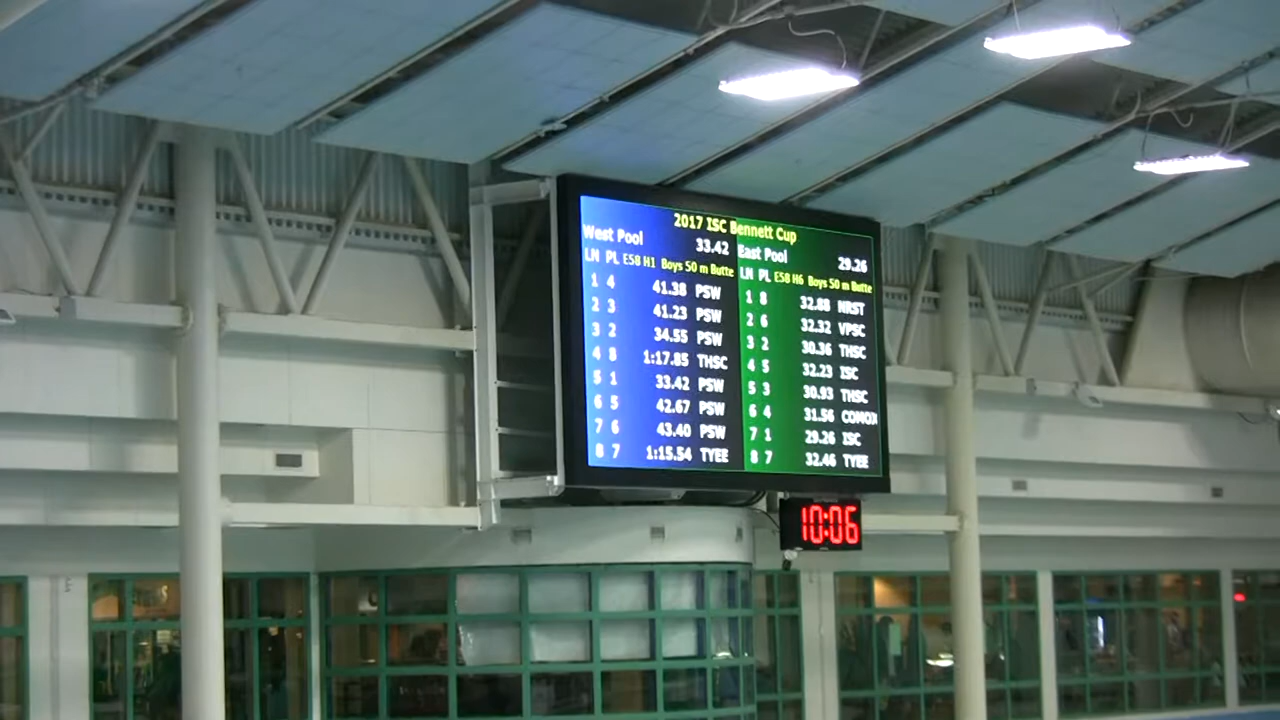 2017 ISC Bennett Cup
West Pool 33.42
LN PL E58 H1 Boys 50 m Butte
1 4 41.38 PSW
2 3 41.23 PSW
3 2 34.55 PSW
4 8 1:17.85 THSC
5 1 33.42 PSW
6 5 42.67 PSW
7 6 43.40 PSW
8 7 1:15.54 TYEE
East Pool 29.26
LN PL E58 H6 Boys 50 m Butte
1 8 32.88 NRST
2 6 32.32 VPSC
3 2 30.36 THSC
4 5 32.23 ISC
5 3 30.93 THSC
6 4 31.56 COMOX
7 1 29.26 ISC
8 7 32.46 TYEE
10:06